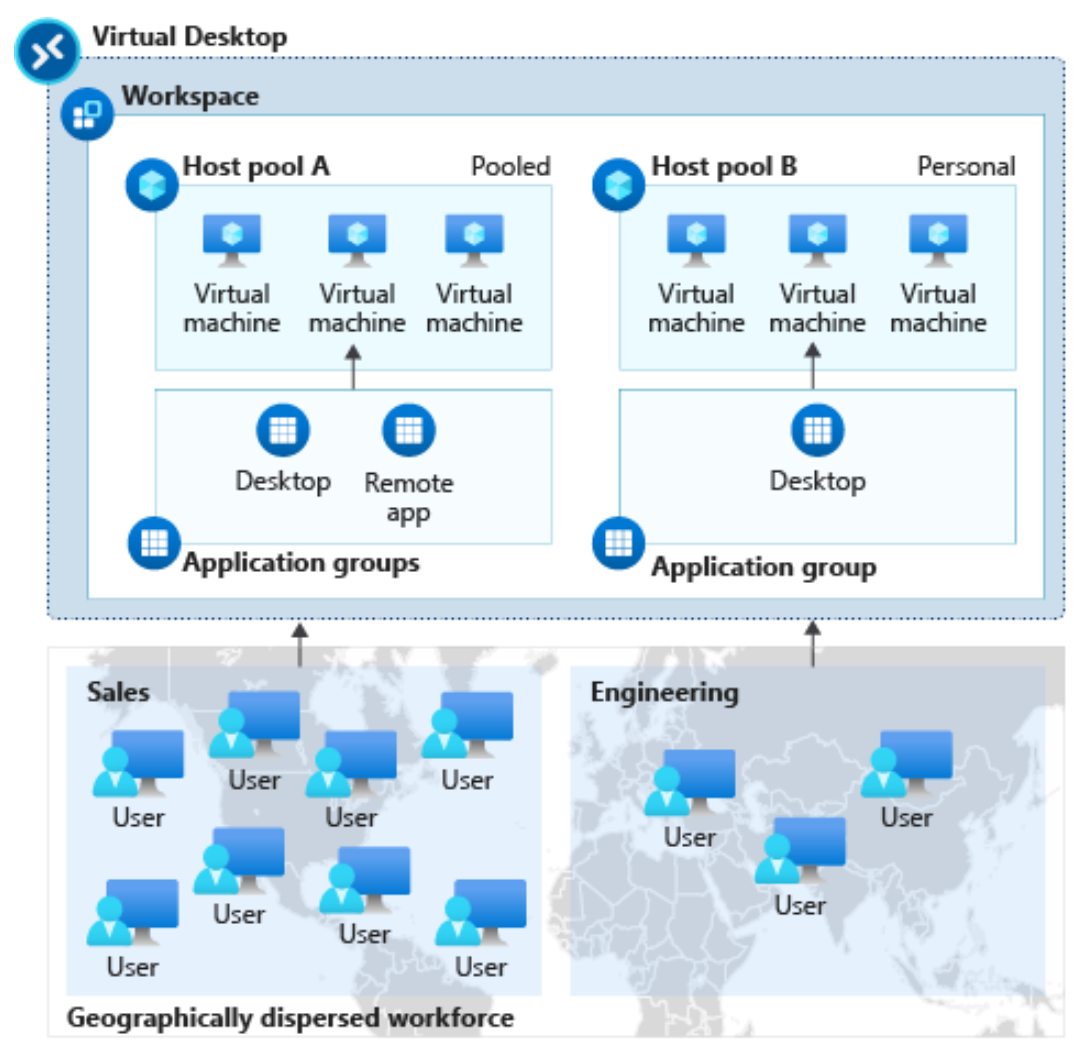 Virtual Desktop
Workspace
Host pool A
Pooled
Virtual
machine
Virtual
machine
Virtual
machine
Desktop
Remote
app
Application groups
Host pool B
Personal
Virtual
machine
Virtual
machine
Virtual
machine
Desktop
Application group
Sales
User
User
User
User
User
User
User
User
Engineering
User
User
User
Geographically dispersed workforce